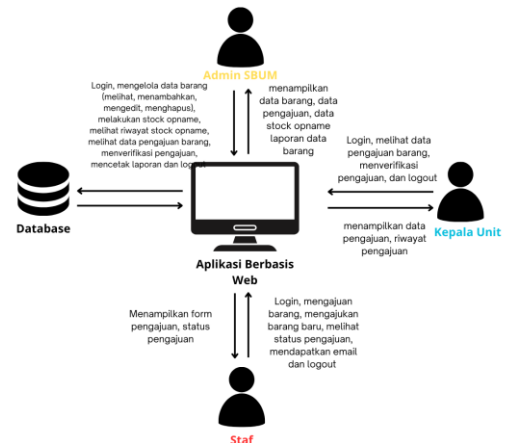 Admin SBUM
Login, mengelola data barang
(melihat, menambahkan,
mengedit, menghapus),
melakukan stock opname,
melihat riwayat stock opname,
melihat data pengajuan barang,
menverifikasi pengajuan,
mencetak laporan dan logout
menampilkan
data barang, data
pengajuan, data
stock opname
laporan data
barang
Login, melihat data
pengajuan barang,
menverifikasi
pengajuan, dan logout
Database
Kepala Unit
menampilkan data
pengajuan, riwayat
pengajuan
Aplikasi Berbasis
Web
Menampilkan form
pengajuan, status
pengajuan
Login, mengajuan
barang, mengajukan
barang baru, melihat
status pengajuan,
mendapatkan email
dan logout
Staf